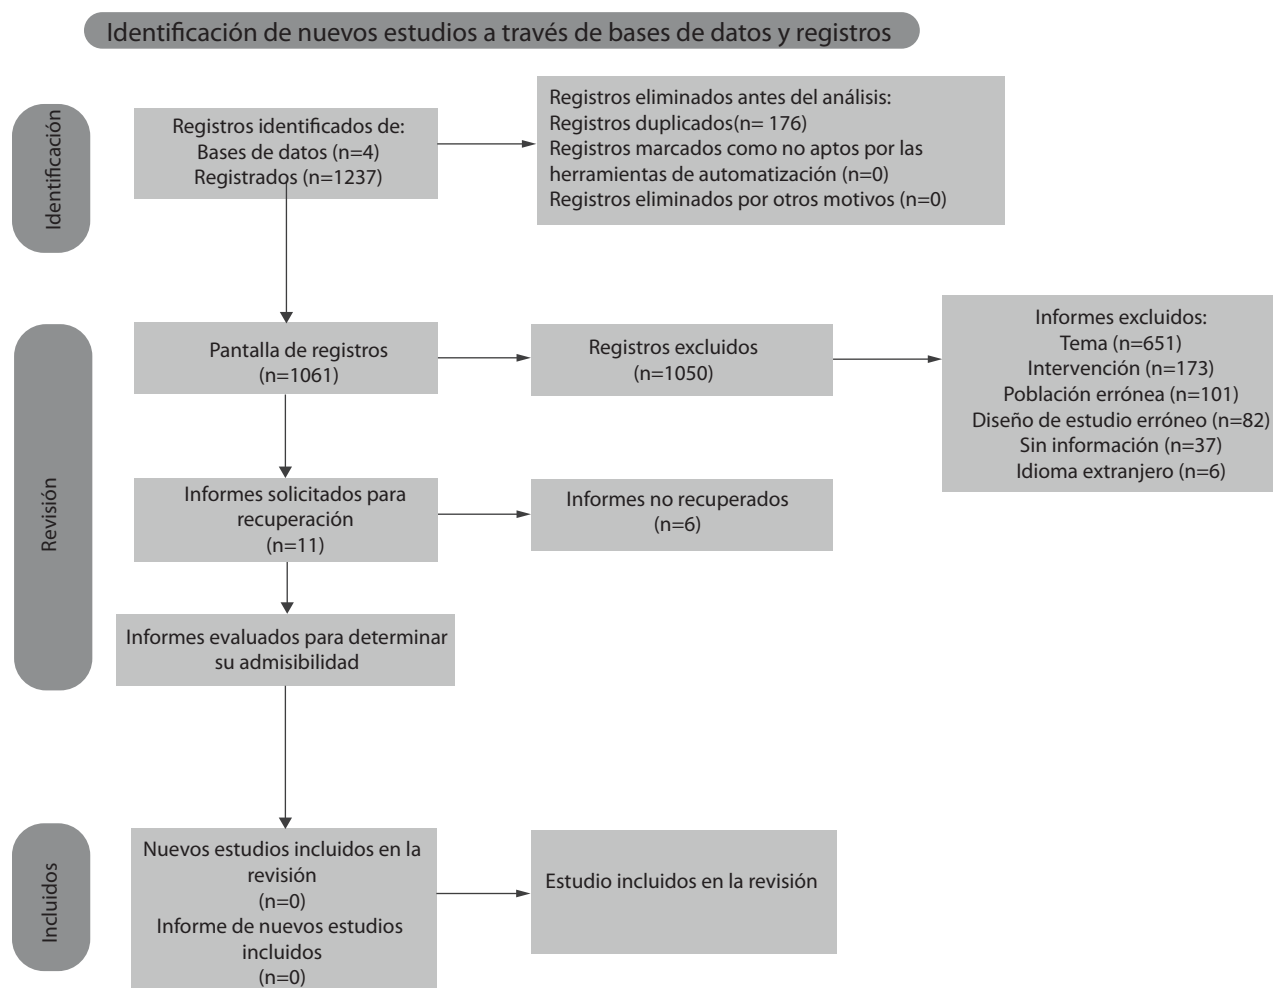 Identificación de nuevos estudios a través de bases de datos y registros
Identificación
Registros identificados de:
Bases de datos (n=4)
Registrados (n=1237)
Registros eliminados antes del análisis:
Registros duplicados(n= 176)
Registros marcados como no aptos por las
herramientas de automatización (n=0)
Registros eliminados por otros motivos (n=0)
Revisión
Pantalla de registros
(n=1061)
Registros excluidos
(n=1050)
Informes excluidos:
Tema (n=651)
Intervención (n=173)
Población errónea (n=101)
Diseño de estudio erróneo (n=82)
Sin información (n=37)
Idioma extranjero (n=6)
Informes solicitados para
recuperación
(n=11)
Informes no recuperados
(n=6)
Informes evaluados para determinar
su admisibilidad
Incluidos
Nuevos estudios incluidos en la
revisión
(n=0)
Informe de nuevos estudios
incluidos
(n=0)
Estudio incluidos en la revisión